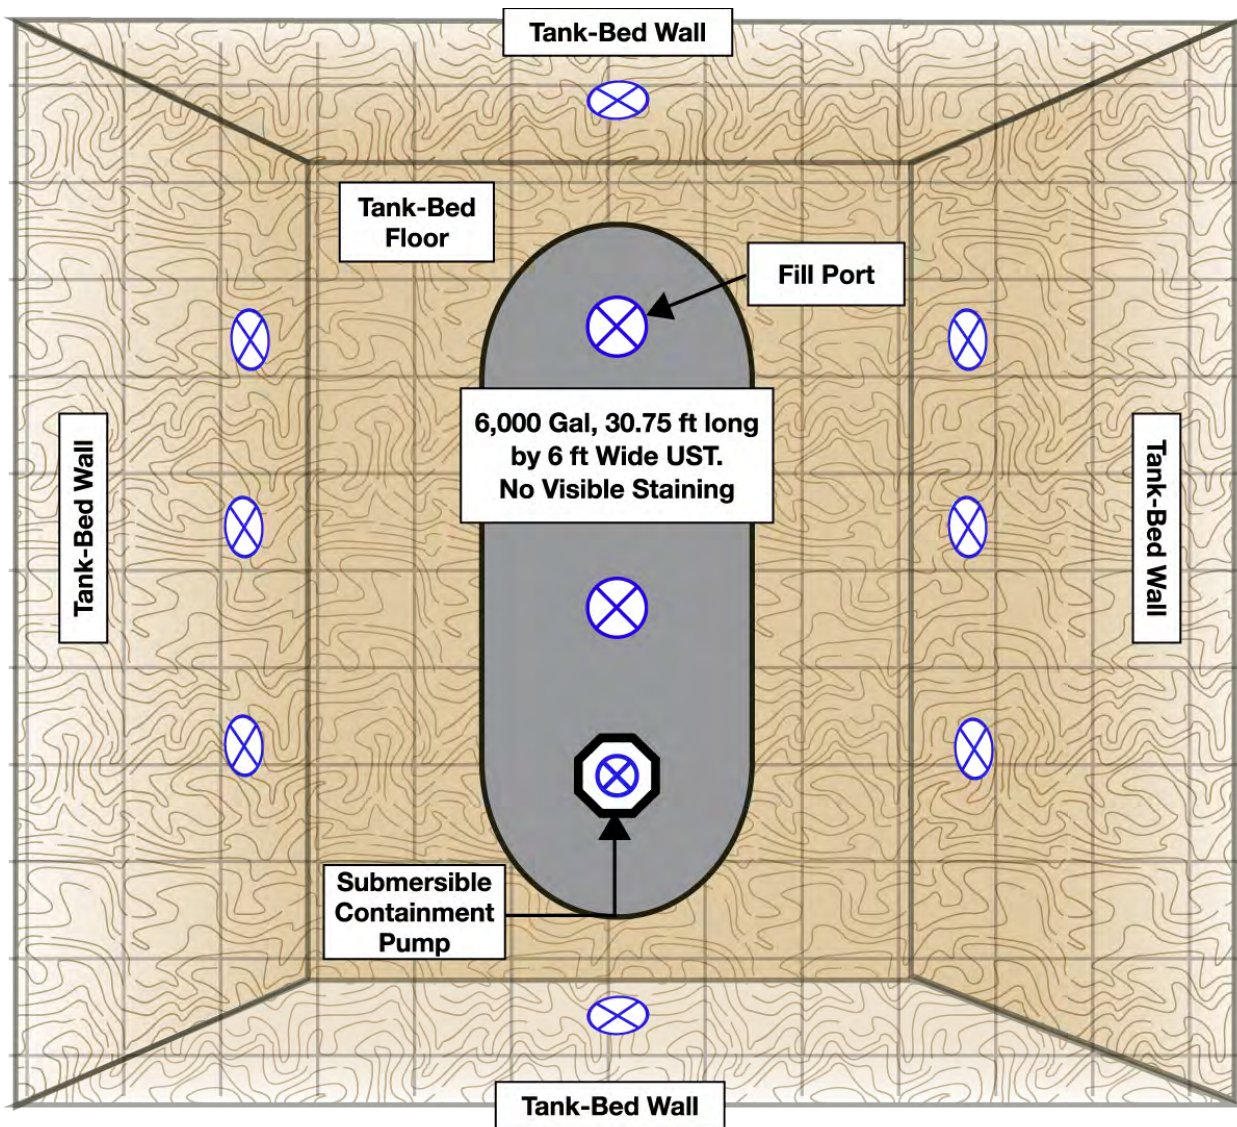 Tank-Bed Wall
Tank-Bed
Floor
Fill Port
6,000 Gal, 30.75 ft long
by 6 ft Wide UST.
No Visible Staining
Tank-Bed Wall
Tank-Bed Wall
Submersible
Containment
Pump
Tank-Bed Wall